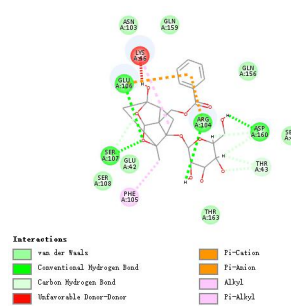 ASN
A:103
GLN
A:159
LYS
GLU
A:106
GLN
A:156
ARG
A:104
ASP
A:160
SER
A:107
GLU
A:42
THR
A:43
SER
A:108
PHE
A:105
THR
A:163
H
H
H
H
H
Interactions
van der Waals
Conventional Hydrogen Bond
Carbon Hydrogen Bond
Unfavorable Donor-Donor
Pi-Cation
Pi-Anion
Alkyl
Pi-Alkyl